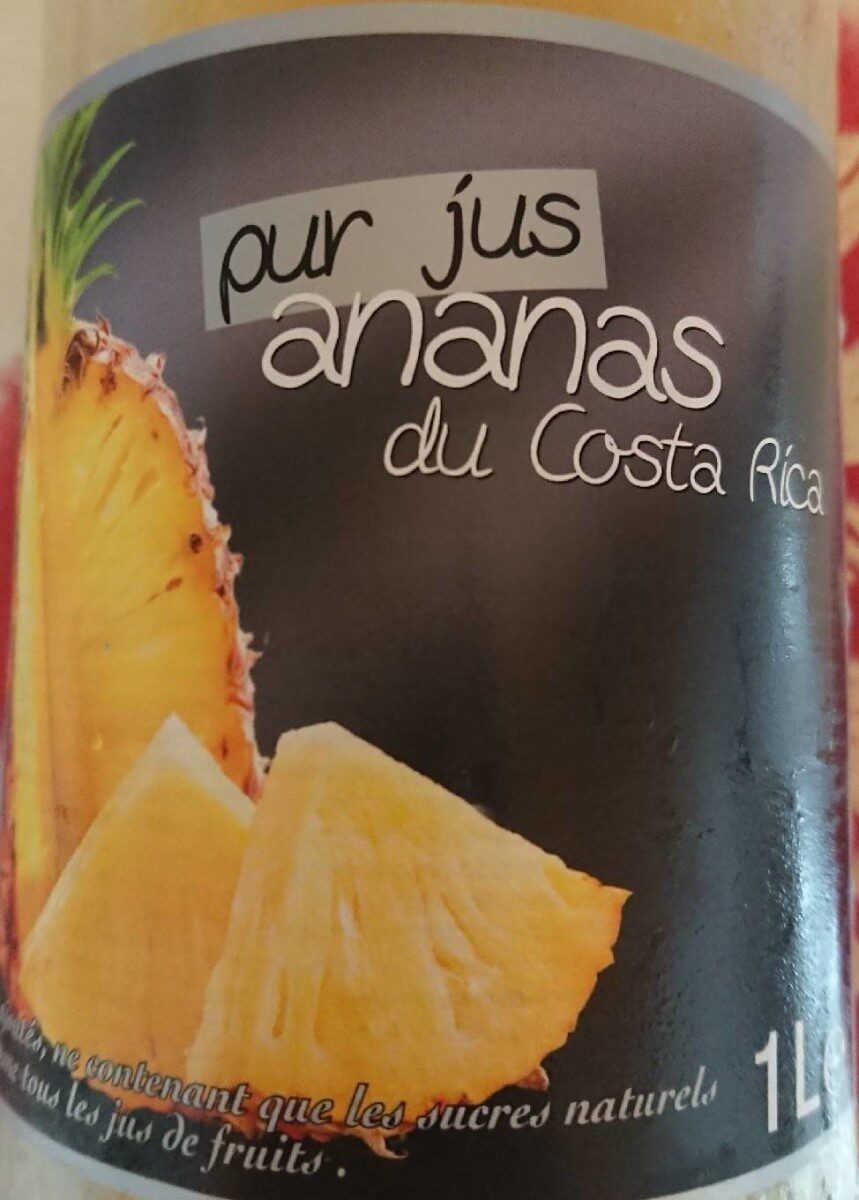 pur jus
ananas
du Costa Rica
ne contenant que les sucres naturels
tous les jus de fruits.
1L